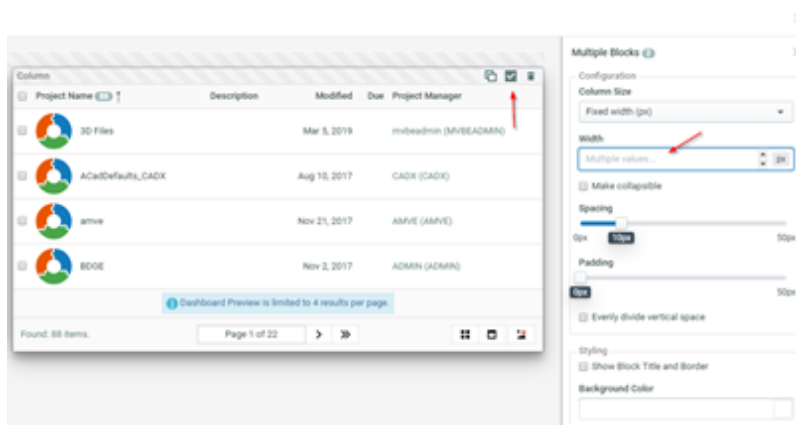 Column
Project Name
Description
Modified
Due
Project Manager
3D Files
Mar 5, 2019
mvbeadmin (MVBEADMIN)
ACadDefaults_CADX
Aug 10, 2017
CADX (CADX)
amve
Nov 21, 2017
AMVE (AMVE)
BDGE
Nov 2, 2017
ADMIN (ADMIN)
Dashboard Preview is limited to 4 results per page.
Found: 88 items.
Page 1 of 22
Multiple Blocks
Configuration
Column Size
Fixed width (px)
Width
Multiple values...
px
Make collapsible
Spacing
0px
10px
50px
Padding
0px
50px
Evenly divide vertical space
Styling
Show Block Title and Border
Background Color